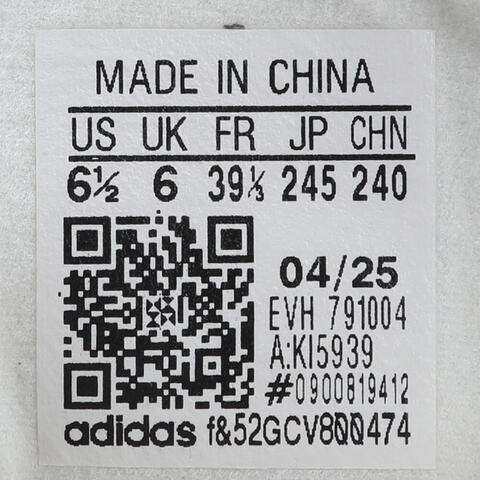 MADE IN CHINA
US UK FR JP CHN
6½ 6 39⅓ 245 240
04/25
EVH 791004
A:KI5939
#0900819412
adidas f&52GCV800474